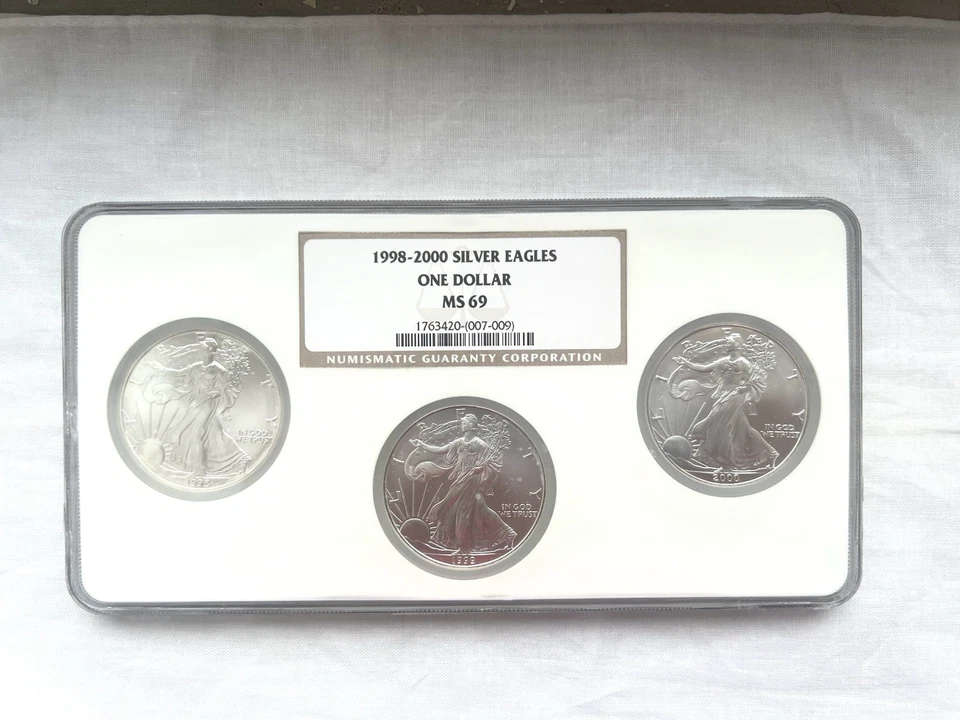 1998-2000 SILVER EAGLES
ONE DOLLAR
MS 69
1763420-(007-009)
NUMISMATIC GUARANTY CORPORATION
LIBERTY
IN GOD
WE TRUST
1998
LIBERTY
IN GOD
WE TRUST
1999
LIBERTY
IN GOD
WE TRUST
2000